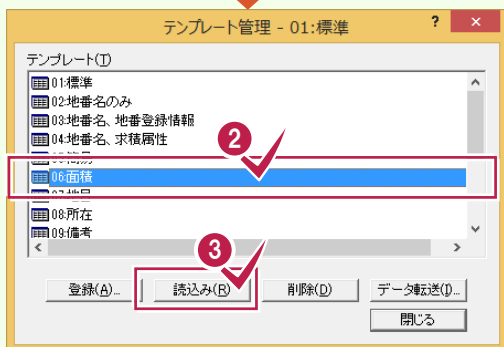 テンプレート管理 - 01:標準
テンプレート(T)
01:標準
02:地番名のみ
03:地番名、地番登録情報
04:地番名、求積属性
2
06:面積
08:所在
09:備考
3
登録(A)...
読込み(R)
削除(D)
データ転送(I)...
閉じる